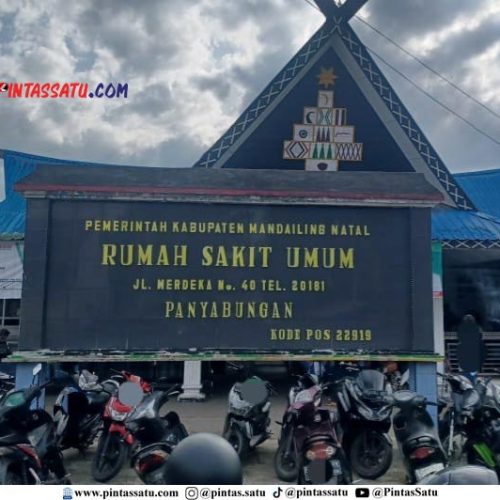 PINTASSATU.COM
PEMERINTAH KABUPATEN MANDAILING NATAL
RUMAH SAKIT UMUM
JL. MERDEKA No. 40 TEL. 20181
PANYABUNGAN
KODE POS 22919
www.pintassatu.com @pintas.satu @pintassatu @PintasSatu